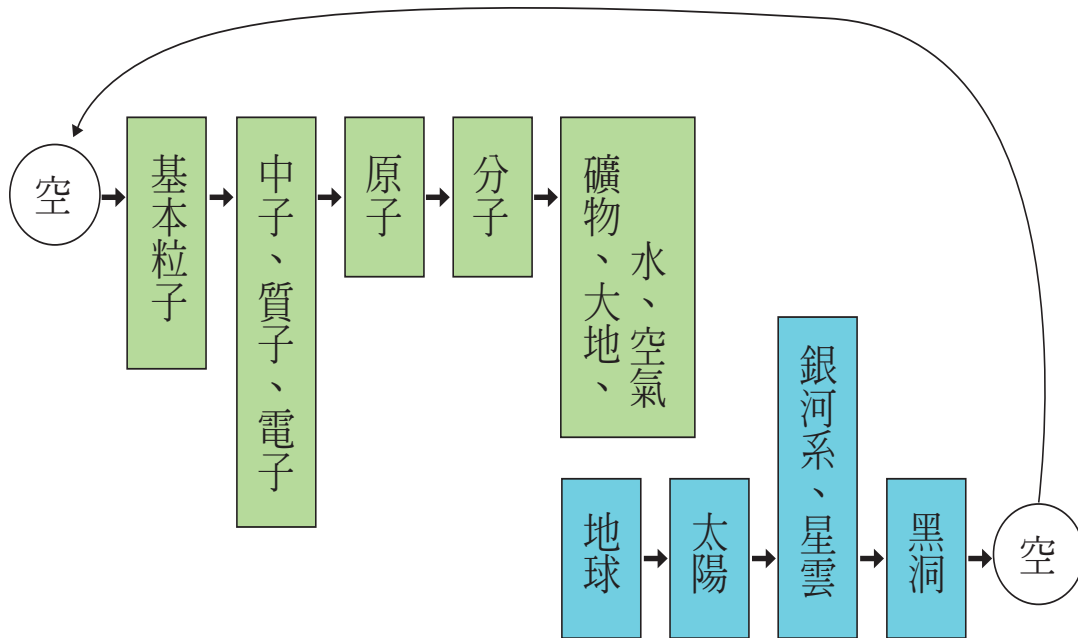 空
基本粒子
中子、質子、電子
原子
分子
礦物、大地、
水、空氣
地球
太陽
銀河系、星雲
黑洞
空